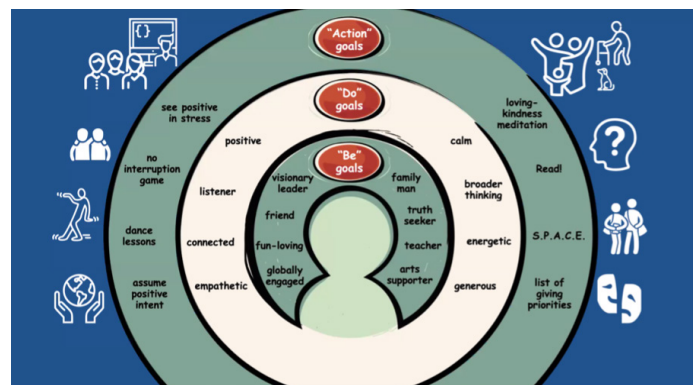 "Action"
goals
"Do"
goals
"Be"
goals
see positive
in stress
no
interruption
game
dance
lessons
assume
positive
intent
positive
listener
connected
empathetic
visionary
leader
friend
fun-loving
globally
engaged
family
man
truth
seeker
teacher
arts
supporter
calm
broader
thinking
energetic
generous
loving-
kindness
meditation
Read!
S.P.A.C.E.
list of
giving
priorities
{}
?